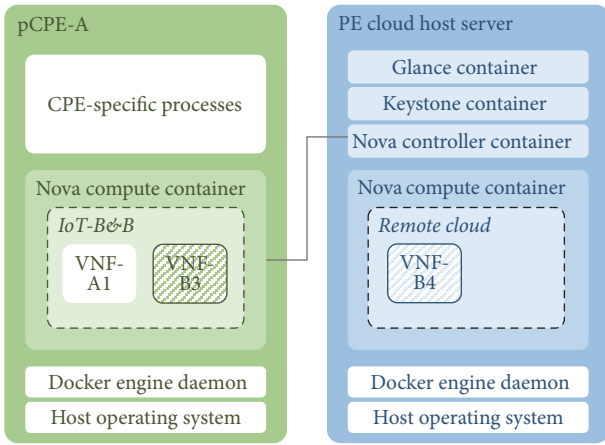 pCPE-A
CPE-specific processes
Nova compute container
IoT-B&B
VNF-
A1
VNF-
B3
Docker engine daemon
Host operating system
PE cloud host server
Glance container
Keystone container
Nova controller container
Nova compute container
Remote cloud
VNF-
B4
Docker engine daemon
Host operating system